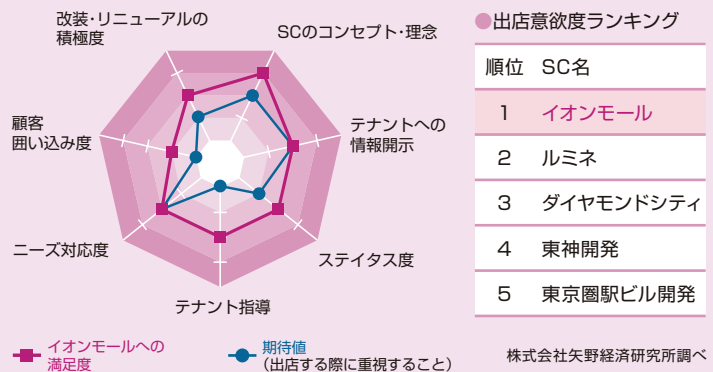 改装・リニューアルの
積極度
SCのコンセプト・理念
顧客
囲い込み度
テナントへの
情報開示
ニーズ対応度
ステイタス度
テナント指導
イオンモールへの
満足度
期待値
(出店する際に重視すること)
●出店意欲度ランキング
順位 SC名
1 イオンモール
2 ルミネ
3 ダイヤモンドシティ
4 東神開発
5 東京圏駅ビル開発
株式会社矢野経済研究所調べ